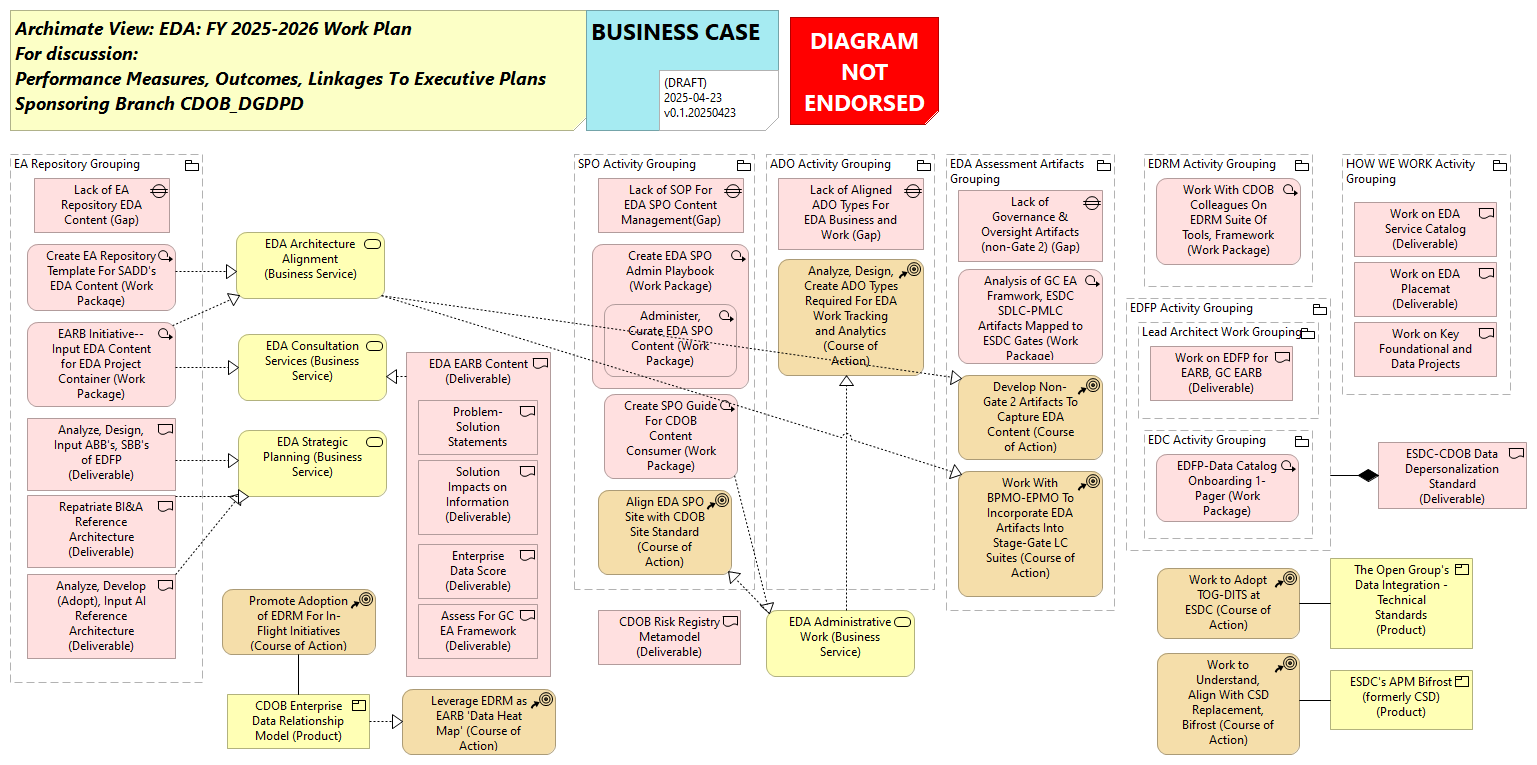 Archimate View: EDA: FY 2025-2026 Work Plan
For discussion:
Performance Measures, Outcomes, Linkages To Executive Plans
Sponsoring Branch CDOB_DGDPD
BUSINESS CASE
(DRAFT)
2025-04-23
v0.1.20250423
DIAGRAM
NOT
ENDORSED
EA Repository Grouping
Lack of EA
Repository EDA
Content (Gap)
Create EA Repository
Template For SADD's
EDA Content (Work
Package)
EARB Initiative--
Input EDA Content
for EDA Project
Container (Work
Package)
Analyze, Design,
Input ABB's, SBB's
of EDFP
(Deliverable)
Repatriate BI&A
Reference
Architecture
(Deliverable)
Analyze, Develop
(Adopt), Input AI
Reference
Architecture
(Deliverable)
EDA Architecture
Alignment
(Business Service)
EDA Consultation
Services (Business
Service)
EDA Strategic
Planning (Business
Service)
Promote Adoption
of EDRM For In-
Flight Initiatives
(Course of Action)
CDOB Enterprise
Data Relationship
Model (Product)
EDA EARB Content
(Deliverable)
Problem-
Solution
Statements
Solution
Impacts on
Information
(Deliverable)
Enterprise
Data Score
(Deliverable)
Assess For GC
EA Framework
(Deliverable)
Leverage EDRM as
EARB 'Data Heat
Map' (Course of
Action)
SPO Activity Grouping
Lack of SOP For
EDA SPO Content
Management(Gap)
Create EDA SPO
Admin Playbook
(Work Package)
Administer,
Curate EDA SPO
Content (Work
Package)
Create SPO Guide
For CDOB
Content
Consumer (Work
Package)
Align EDA SPO
Site with CDOB
Site Standard
(Course of
Action)
CDOB Risk Registry
Metamodel
(Deliverable)
ADO Activity Grouping
Lack of Aligned
ADO Types For
EDA Business and
Work (Gap)
Analyze, Design,
Create ADO Types
Required For EDA
Work Tracking
and Analytics
(Course of
Action)
EDA Administrative
Work (Business
Service)
EDA Assessment Artifacts
Grouping
Lack of
Governance &
Oversight Artifacts
(non-Gate 2) (Gap)
Analysis of GC EA
Framwork, ESDC
SDLC-PMLC
Artifacts Mapped to
ESDC Gates (Work
Package)
Develop Non-
Gate 2 Artifacts To
Capture EDA
Content (Course
of Action)
Work With
BPMO-EPMO To
Incorporate EDA
Artifacts Into
Stage-Gate LC
Suites (Course of
Action)
EDRM Activity Grouping
Work With CDOB
Colleagues On
EDRM Suite Of
Tools, Framework
(Work Package)
EDFP Activity Grouping
Lead Architect Work Grouping
Work on EDFP for
EARB, GC EARB
(Deliverable)
EDC Activity Grouping
EDFP-Data Catalog
Onboarding 1-
Pager (Work
Package)
Work to Adopt
TOG-DITS at
ESDC (Course of
Action)
Work to
Understand,
Align With CSD
Replacement,
Bifrost (Course of
Action)
HOW WE WORK Activity
Grouping
Work on EDA
Service Catalog
(Deliverable)
Work on EDA
Placemat
(Deliverable)
Work on Key
Foundational and
Data Projects
ESDC-CDOB Data
Depersonalization
Standard
(Deliverable)
The Open Group's
Data Integration -
Technical
Standards
(Product)
ESDC's APM Bifrost
(formerly CSD)
(Product)